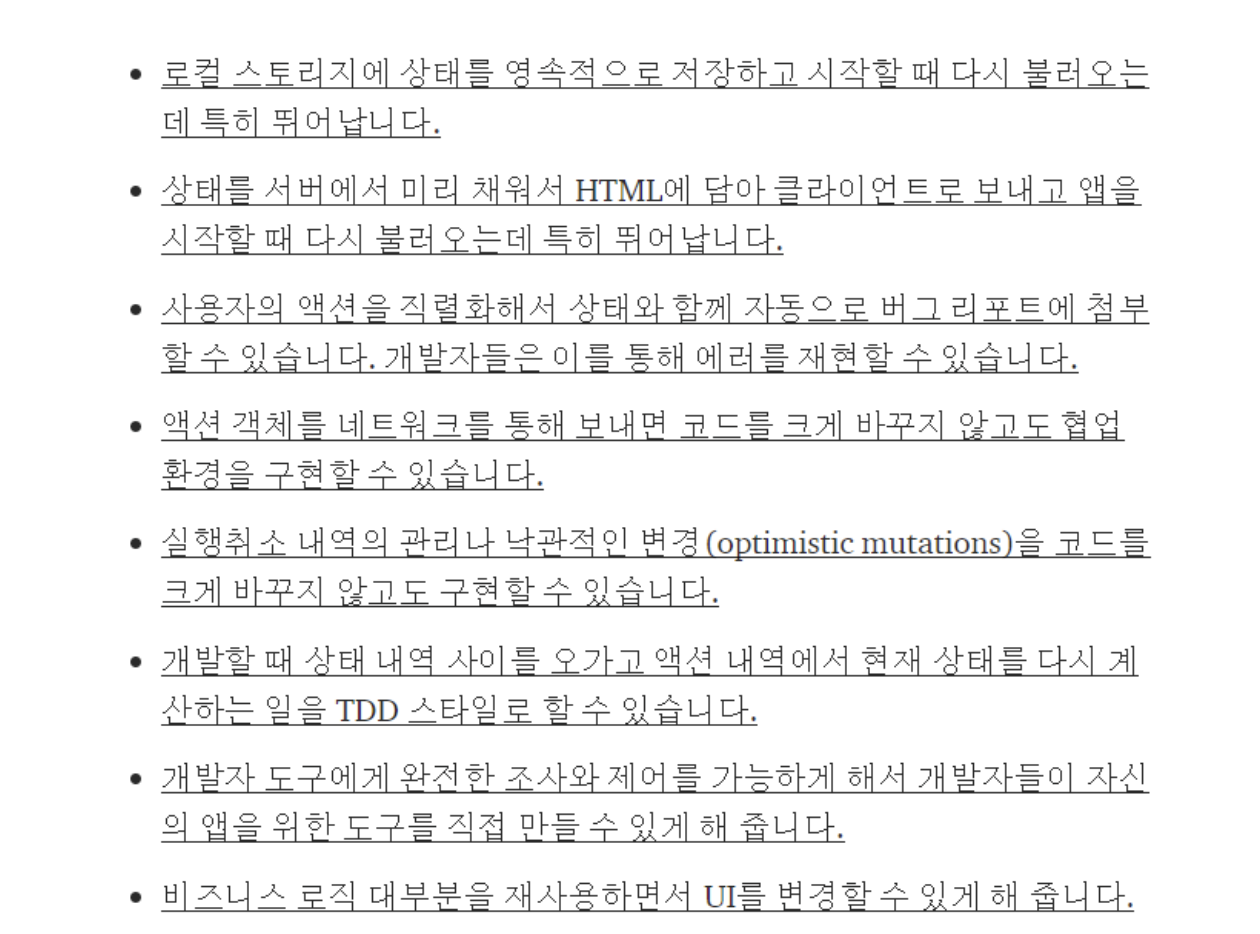 • 로컬 스토리지에 상태를 영속적으로 저장하고 시작할 때 다시 불러오는
데 특히 뛰어납니다.
• 상태를 서버에서 미리 채워서 HTML에 담아 클라이언트로 보내고 앱을
시작할 때 다시 불러오는데 특히 뛰어납니다.
• 사용자의 액션을 직렬화해서 상태와 함께 자동으로 버그 리포트에 첨부
할 수 있습니다. 개발자들은 이를 통해 에러를 재현할 수 있습니다.
• 액션 객체를 네트워크를 통해 보내면 코드를 크게 바꾸지 않고도 협업
환경을 구현할 수 있습니다.
• 실행취소 내역의 관리나 낙관적인 변경(optimistic mutations)을 코드를
크게 바꾸지 않고도 구현할 수 있습니다.
• 개발할 때 상태 내역 사이를 오가고 액션 내역에서 현재 상태를 다시 계
산하는 일을 TDD 스타일로 할 수 있습니다.
• 개발자 도구에게 완전한 조사와 제어를 가능하게 해서 개발자들이 자신
의 앱을 위한 도구를 직접 만들 수 있게 해 줍니다.
• 비즈니스 로직 대부분을 재사용하면서 UI를 변경할 수 있게 해 줍니다.